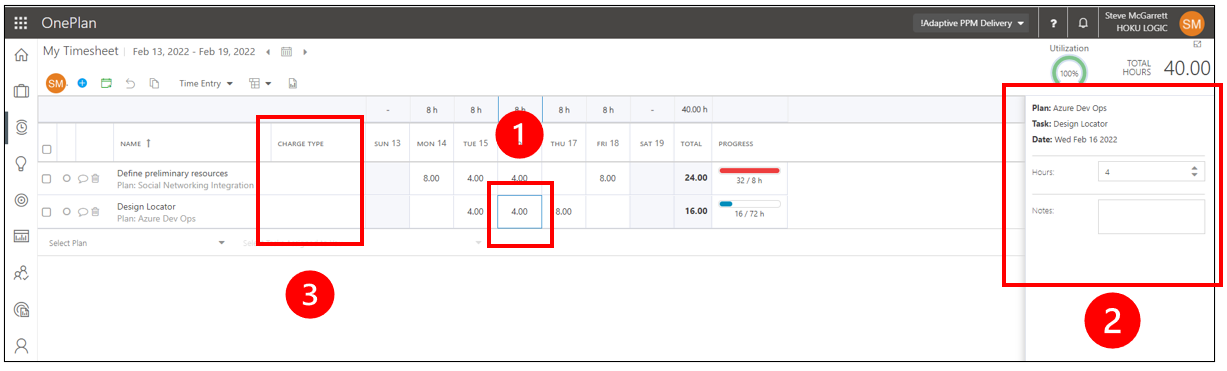 OnePlan
!Adaptive PPM Delivery
?
Steve McGarrett
HOKU LOGIC
SM
My Timesheet
Feb 13, 2022 - Feb 19, 2022
Utilization
100%
TOTAL HOURS
40.00
SM
Time Entry
- 8 h 8 h 8 h 8 h 8 h - 40.00 h
NAME CHARGE TYPE SUN 13 MON 14 TUE 15 THU 17 FRI 18 SAT 19 TOTAL PROGRESS
1
Define preliminary resources 8.00 4.00 4.00 8.00 24.00
Plan: Social Networking Integration 32 / 8 h
Design Locator 4.00 4.00 8.00 16.00
Plan: Azure Dev Ops 16 / 72 h
Select Plan
3
Plan: Azure Dev Ops
Task: Design Locator
Date: Wed Feb 16 2022
Hours: 4
Notes:
2